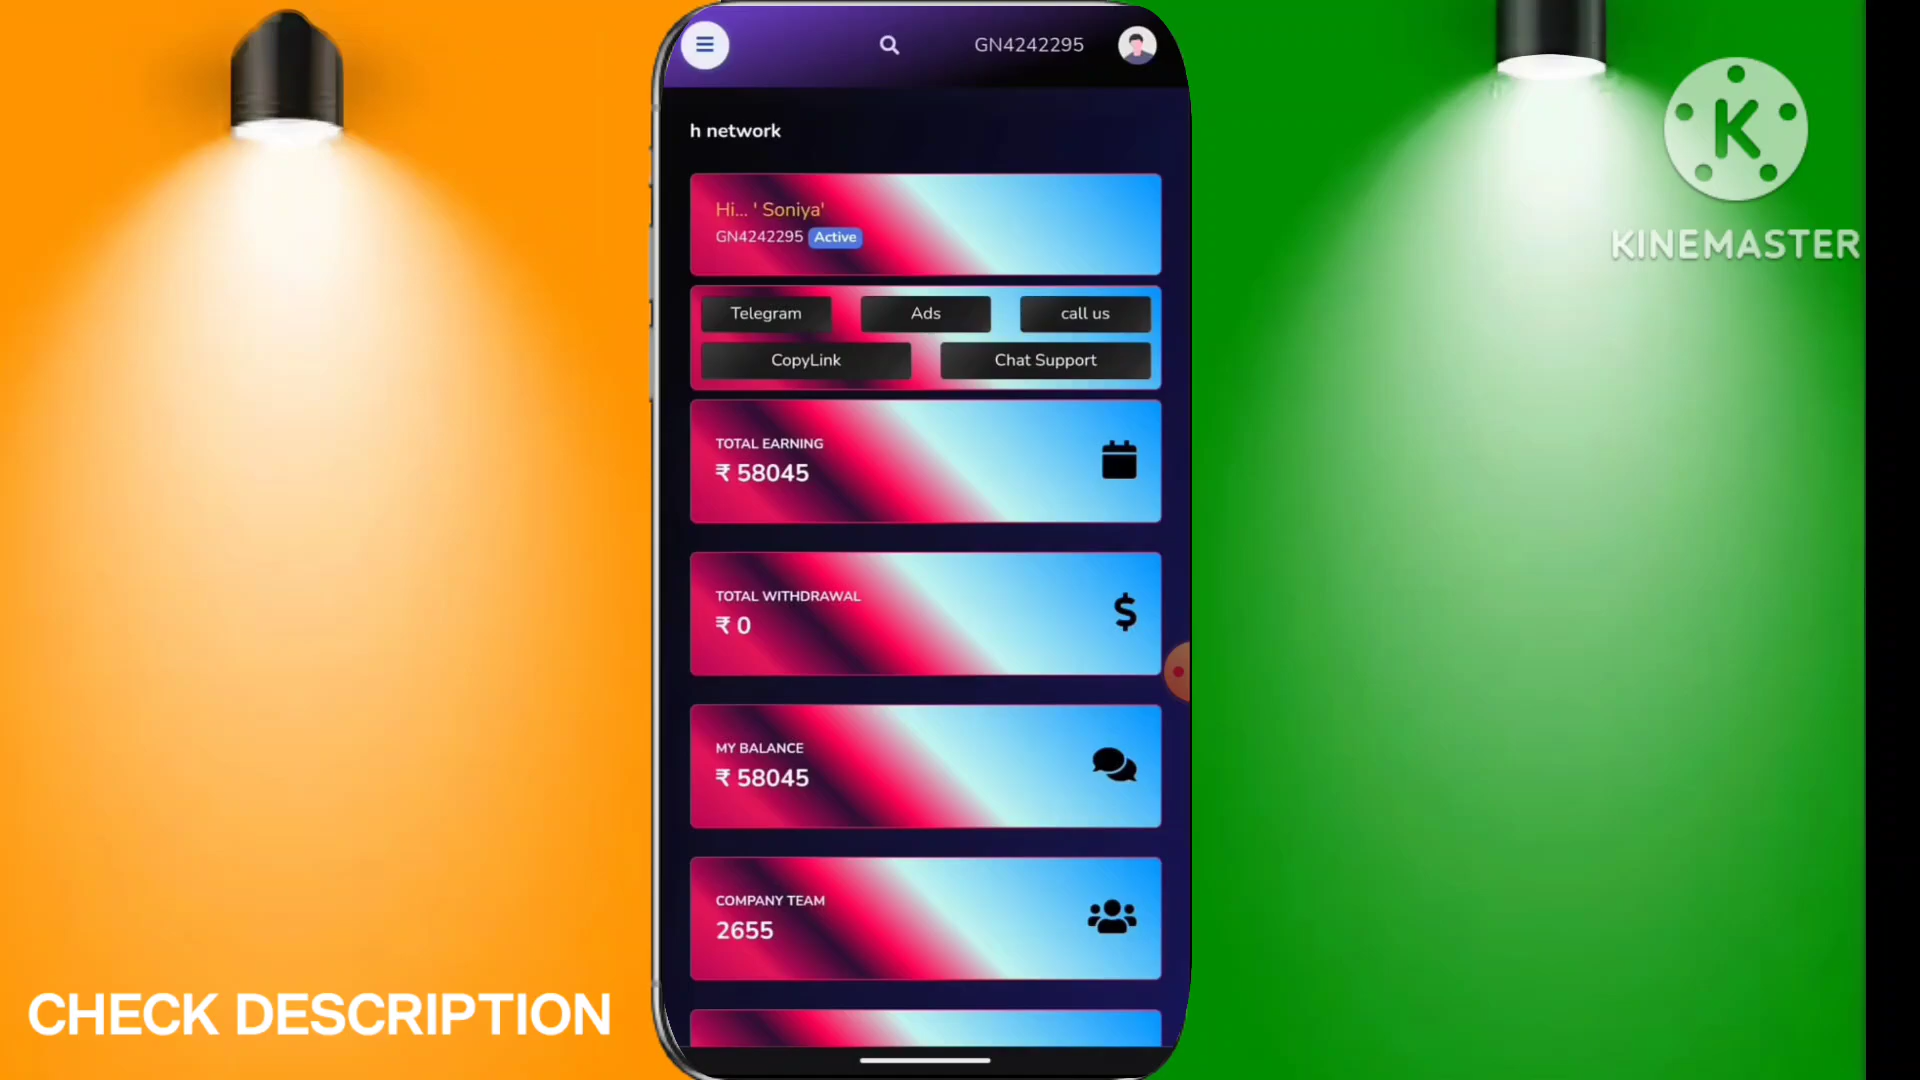 GN4242295
h network
Hi... ' Soniya'
GN4242295 Active
Telegram
Ads
call us
CopyLink
Chat Support
TOTAL EARNING
₹ 58045
TOTAL WITHDRAWAL
₹ 0
MY BALANCE
₹ 58045
COMPANY TEAM
2655
K
KINEMASTER
CHECK DESCRIPTION